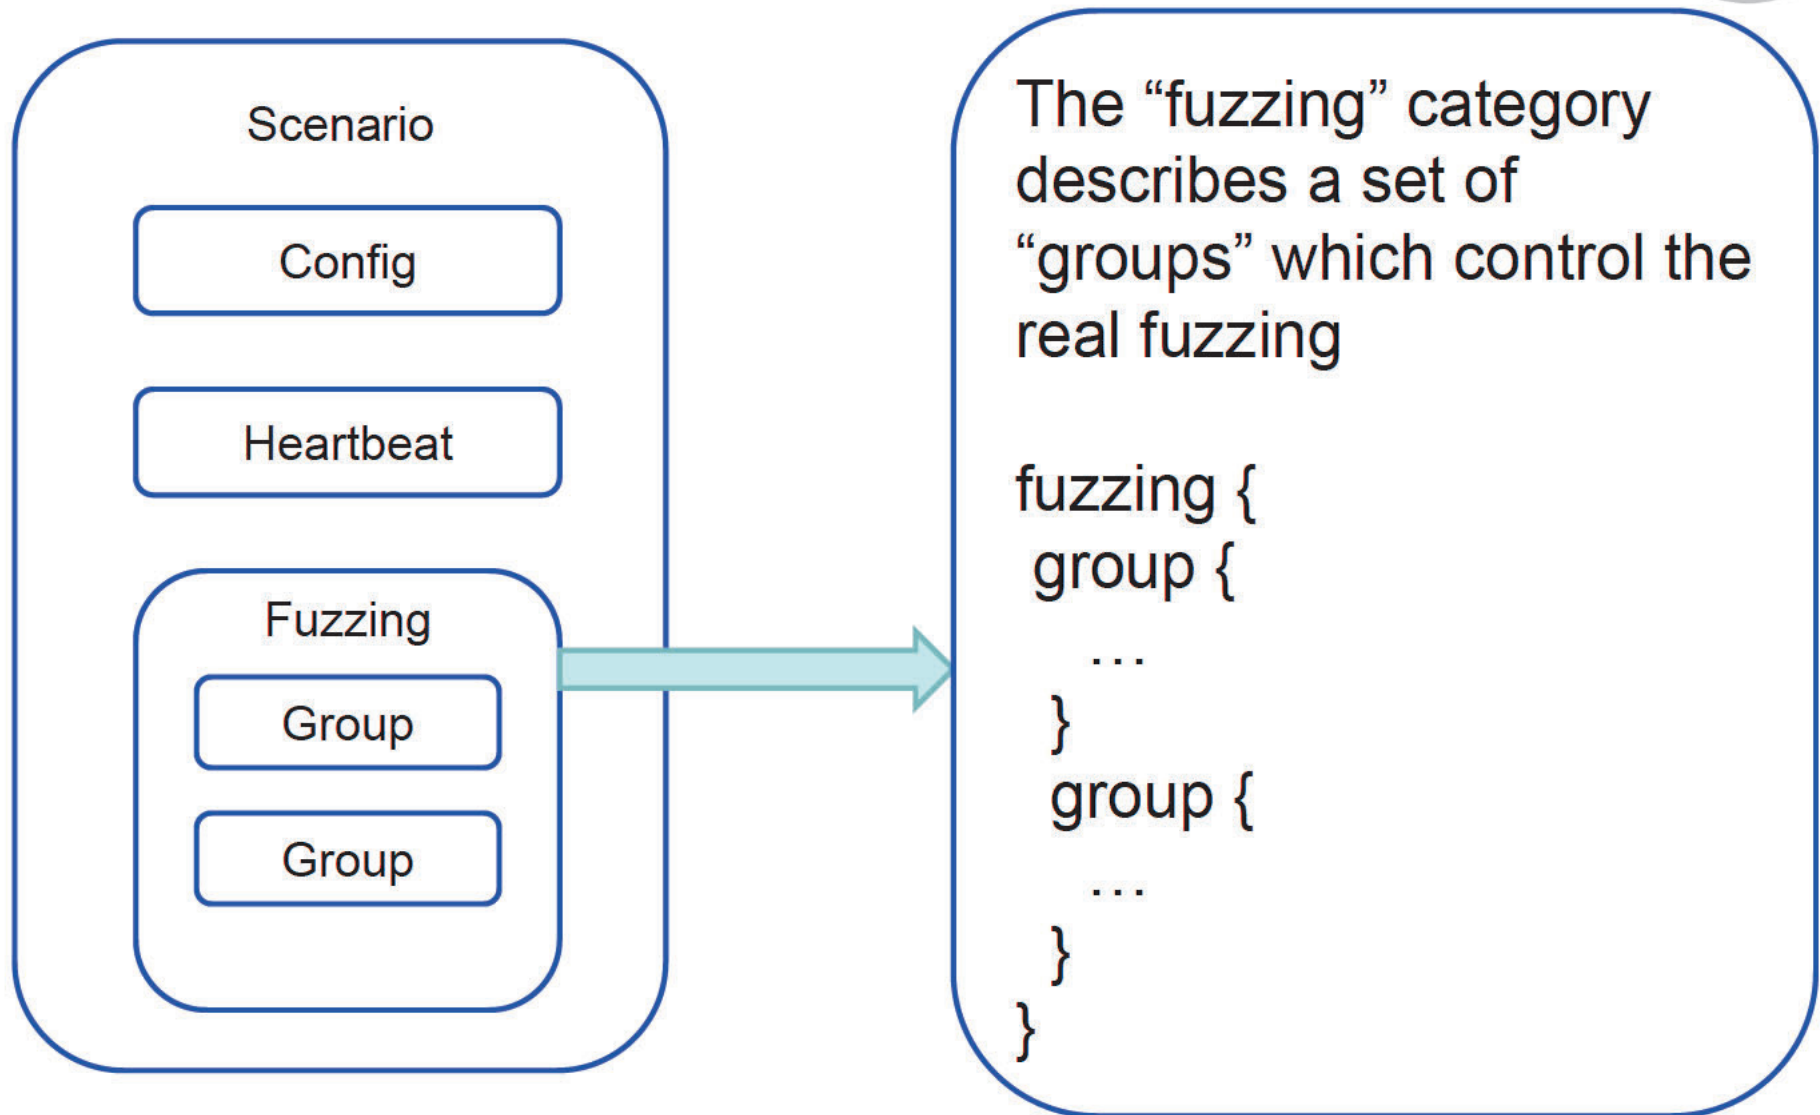 Scenario
Config
Heartbeat
Fuzzing
Group
Group
The “fuzzing” category
describes a set of
“groups” which control the
real fuzzing
fuzzing {
group {
…
}
group {
…
}
}